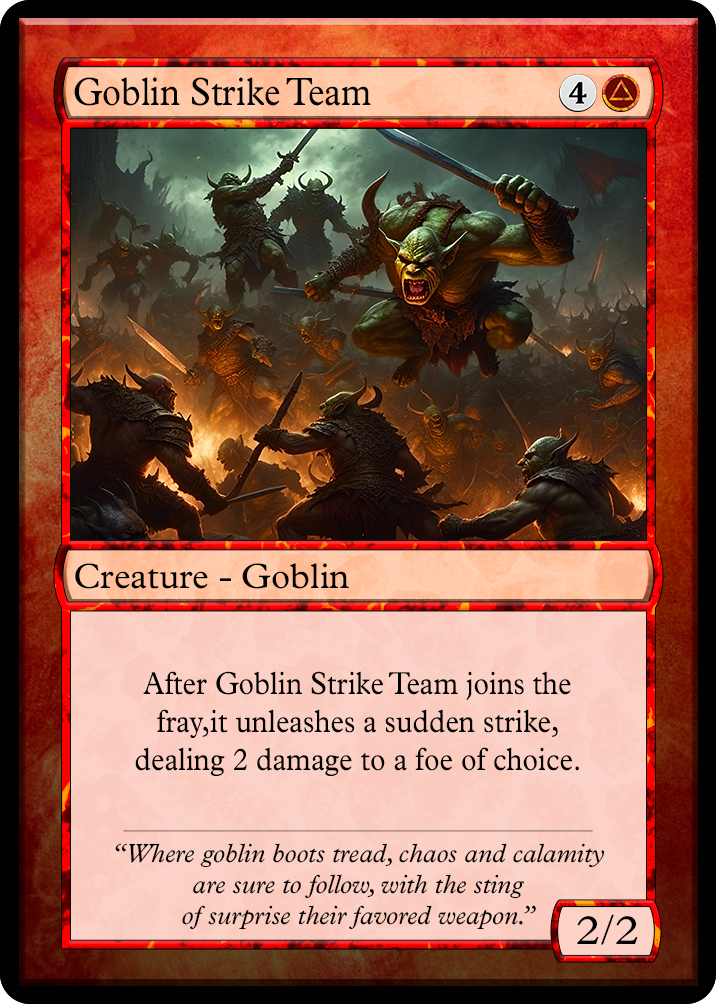 Goblin Strike Team 4
Creature - Goblin
After Goblin Strike Team joins the
fray,it unleashes a sudden strike,
dealing 2 damage to a foe of choice.
“Where goblin boots tread, chaos and calamity
are sure to follow, with the sting
of surprise their favored weapon.”
2/2